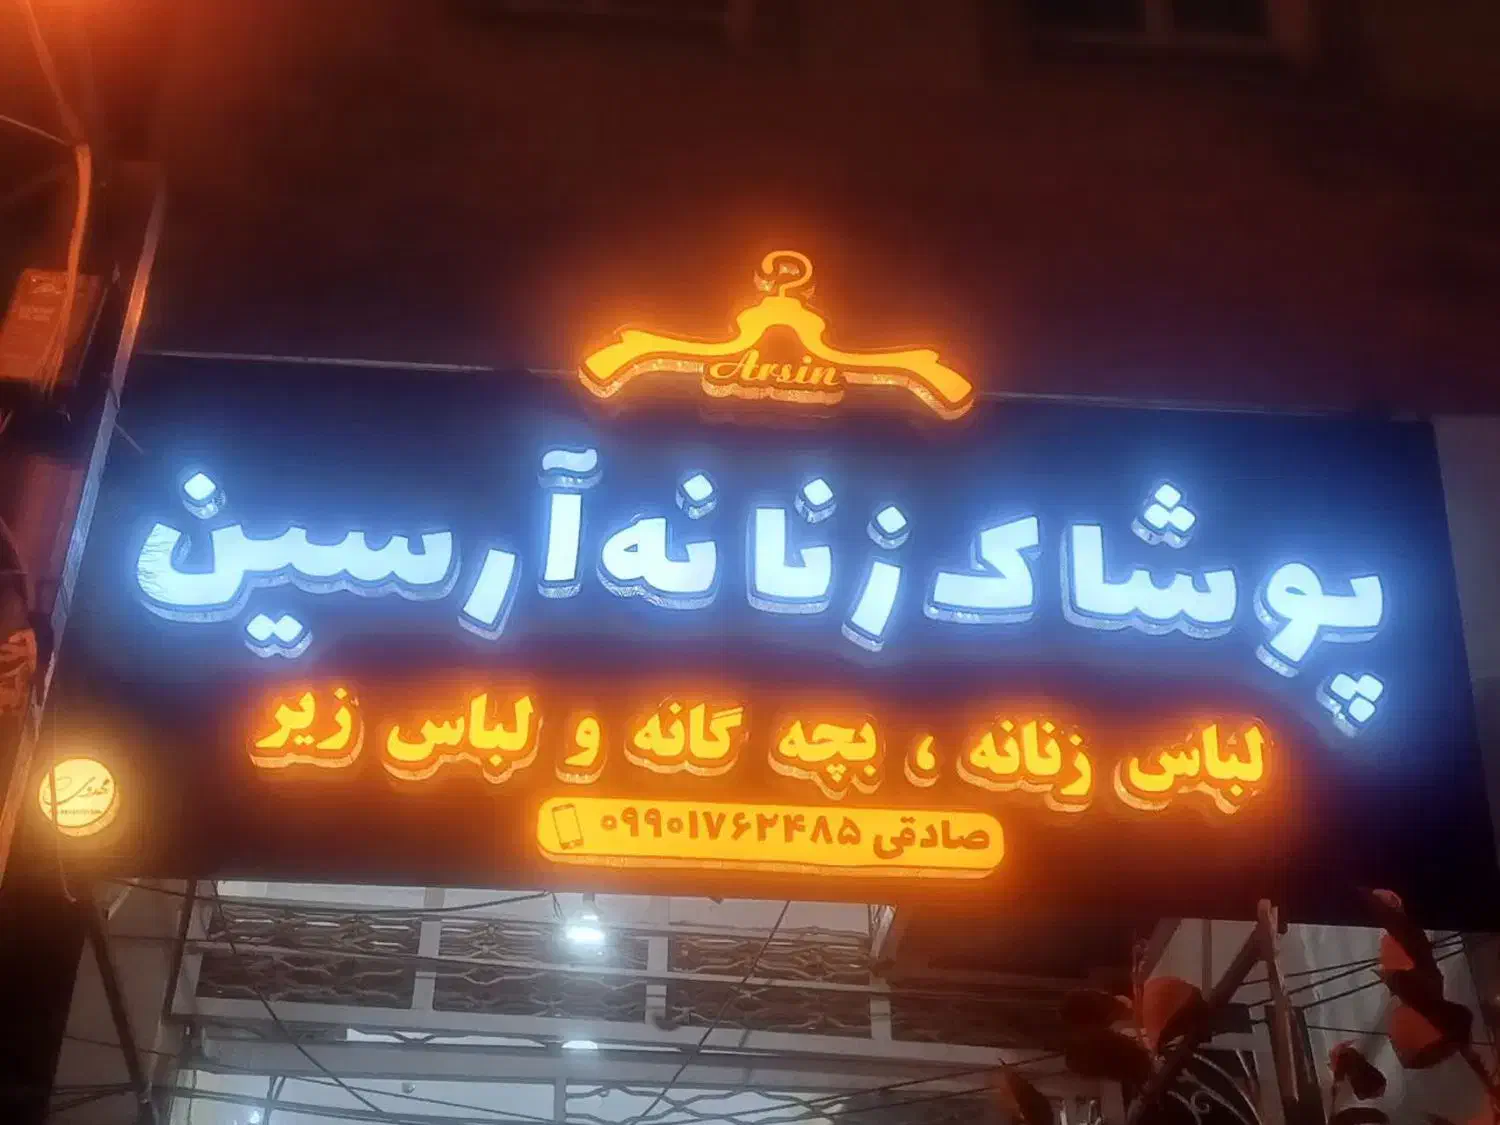 Arsin
پوشاک زنانه آرسین
لباس زنانه ، بچه گانه و لباس زیر
صادقی ۰۹۹۰۱۷۶۲۴۸۵